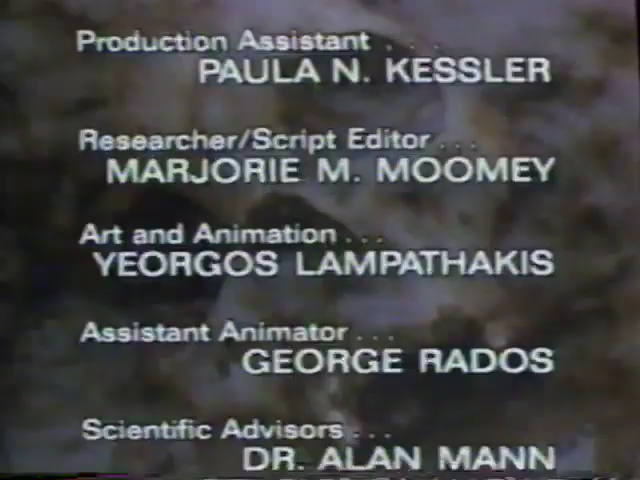 Production Assistant . . .
PAULA N. KESSLER
Researcher/Script Editor . . .
MARJORIE M. MOOMEY
Art and Animation . . .
YEORGOS LAMPATHAKIS
Assistant Animator . . .
GEORGE RADOS
Scientific Advisors . . .
DR. ALAN MANN